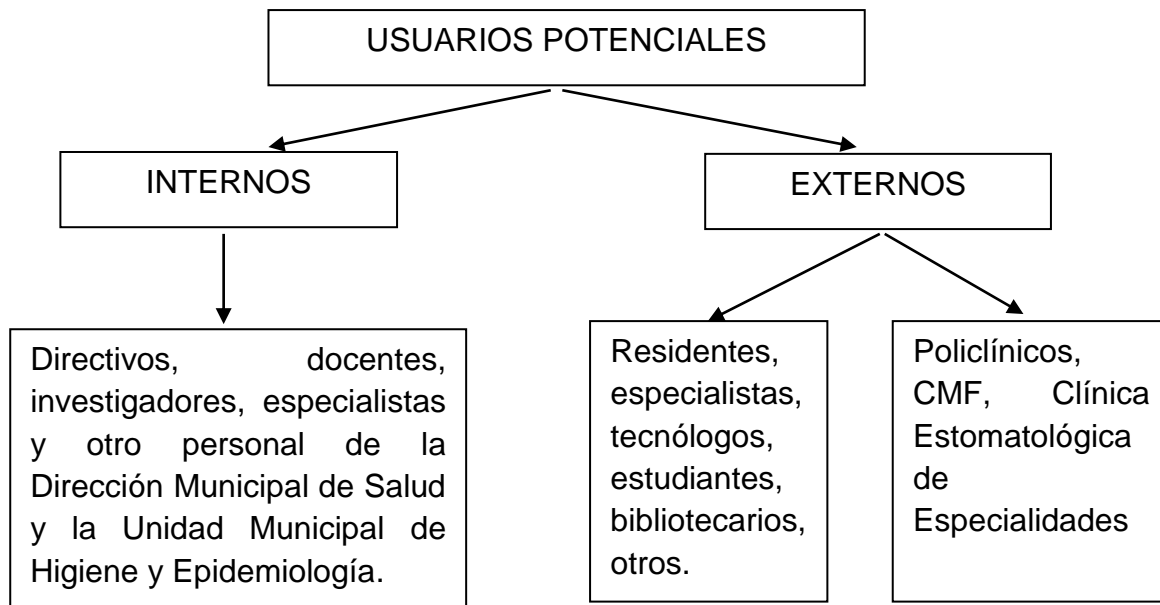 USUARIOS POTENCIALES
INTERNOS
EXTERNOS
Directivos, docentes,
investigadores, especialistas
y otro personal de la
Dirección Municipal de Salud
y la Unidad Municipal de
Higiene y Epidemiología.
Residentes,
especialistas,
tecnólogos,
estudiantes,
bibliotecarios,
otros.
Policlínicos,
CMF, Clínica
Estomatológica
de
Especialidades